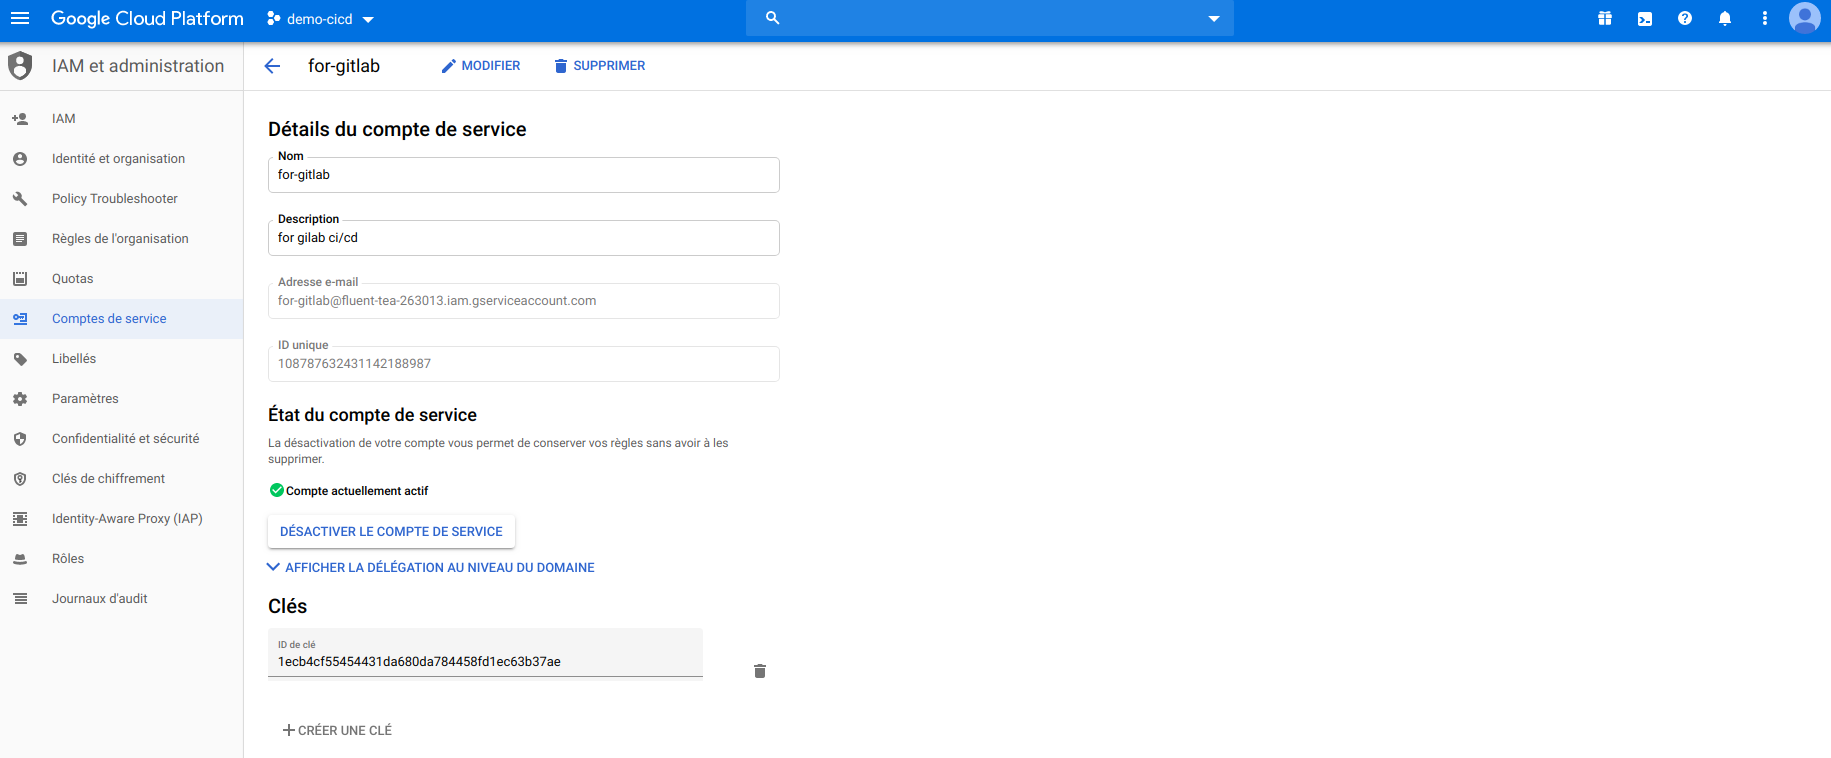 Google Cloud Platform
demo-cicd
IAM et administration
for-gitlab
MODIFIER
SUPPRIMER
IAM
Identité et organisation
Policy Troubleshooter
Règles de l'organisation
Quotas
Comptes de service
Libellés
Paramètres
Confidentialité et sécurité
Clés de chiffrement
Identity-Aware Proxy (IAP)
Rôles
Journaux d'audit
Détails du compte de service
Nom
for-gitlab
Description
for gilab ci/cd
Adresse e-mail
for-gitlab@fluent-tea-263013.iam.gserviceaccount.com
ID unique
108787632431142188987
État du compte de service
La désactivation de votre compte vous permet de conserver vos règles sans avoir à les
supprimer.
Compte actuellement actif
DÉSACTIVER LE COMPTE DE SERVICE
AFFICHER LA DÉLÉGATION AU NIVEAU DU DOMAINE
Clés
ID de clé
1ecb4cf55454431da680da784458fd1ec63b37ae
CRÉER UNE CLÉ